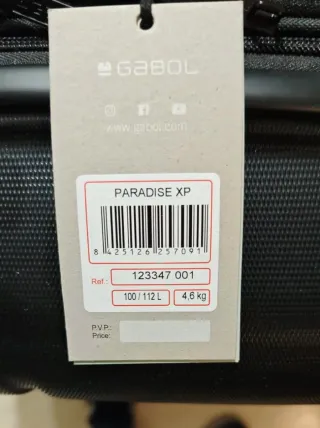 GABOL
www.gabol.com
PARADISE XP
8 425126 257091
Ref.: 123347 001
100 / 112 L 4,6 kg
P.V.P.:
Price: